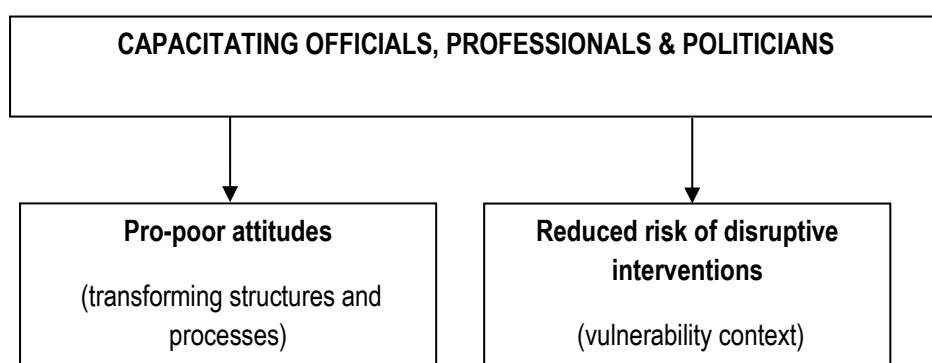 CAPACITATING OFFICIALS, PROFESSIONALS & POLITICIANS
Pro-poor attitudes
(transforming structures and
processes)
Reduced risk of disruptive
interventions
(vulnerability context)